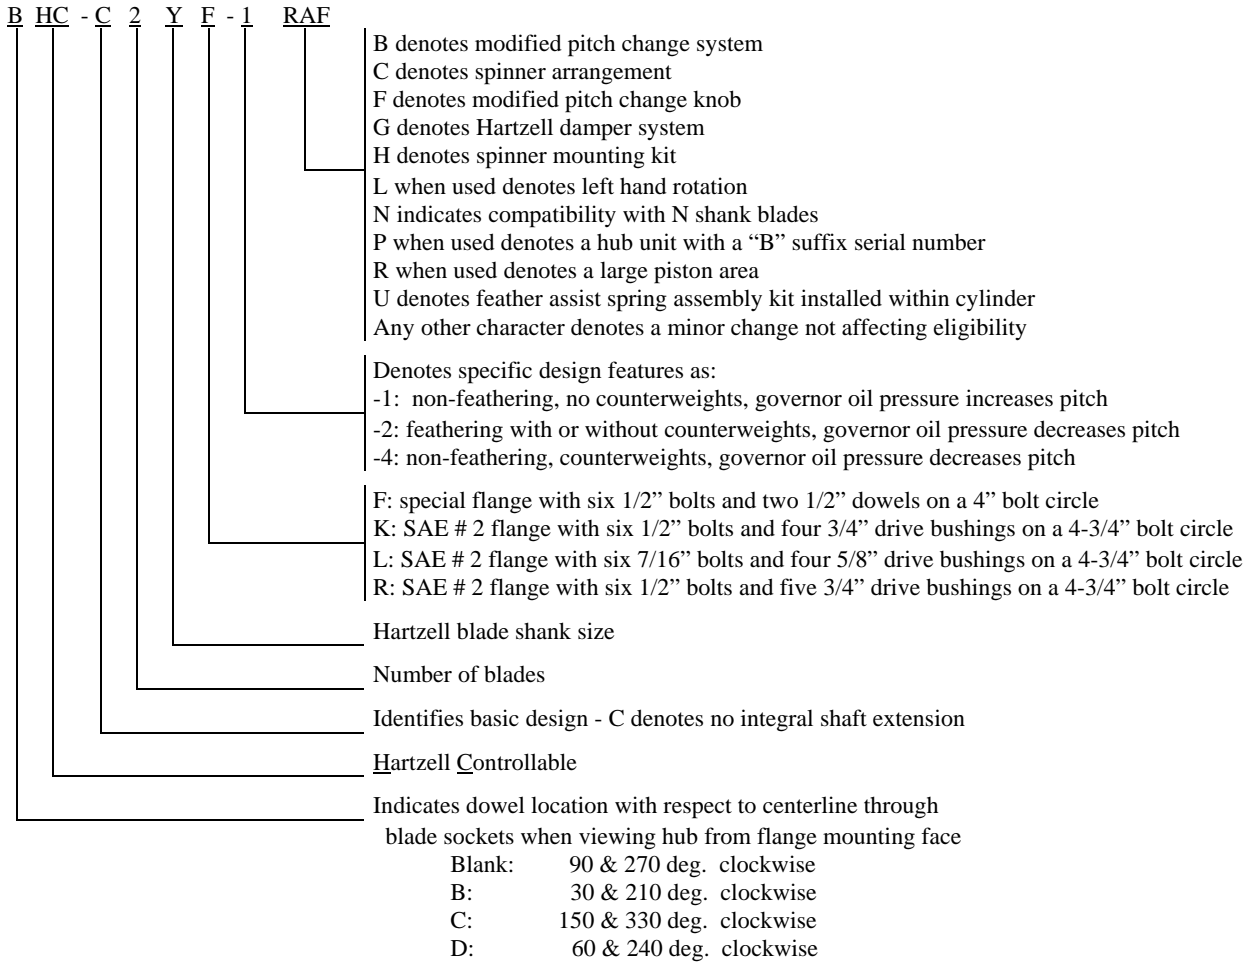 B HC - C 2 Y F - 1 RAF
B denotes modified pitch change system
C denotes spinner arrangement
F denotes modified pitch change knob
G denotes Hartzell damper system
H denotes spinner mounting kit
L when used denotes left hand rotation
N indicates compatibility with N shank blades
P when used denotes a hub unit with a “B” suffix serial number
R when used denotes a large piston area
U denotes feather assist spring assembly kit installed within cylinder
Any other character denotes a minor change not affecting eligibility
Denotes specific design features as:
-1: non-feathering, no counterweights, governor oil pressure increases pitch
-2: feathering with or without counterweights, governor oil pressure decreases pitch
-4: non-feathering, counterweights, governor oil pressure decreases pitch
F: special flange with six 1/2” bolts and two 1/2” dowels on a 4” bolt circle
K: SAE # 2 flange with six 1/2” bolts and four 3/4” drive bushings on a 4-3/4” bolt circle
L: SAE # 2 flange with six 7/16” bolts and four 5/8” drive bushings on a 4-3/4” bolt circle
R: SAE # 2 flange with six 1/2” bolts and five 3/4” drive bushings on a 4-3/4” bolt circle
Hartzell blade shank size
Number of blades
Identifies basic design - C denotes no integral shaft extension
Hartzell Controllable
Indicates dowel location with respect to centerline through
blade sockets when viewing hub from flange mounting face
Blank: 90 & 270 deg. clockwise
B: 30 & 210 deg. clockwise
C: 150 & 330 deg. clockwise
D: 60 & 240 deg. clockwise